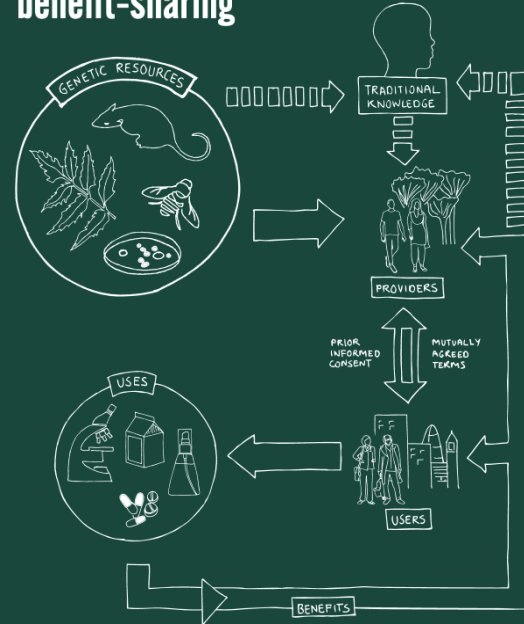 benefit-sharing
GENETIC RESOURCES
TRADITIONAL
KNOWLEDGE
PROVIDERS
PRIOR
INFORMED
CONSENT
MUTUALLY
AGREED
TERMS
USES
USERS
BENEFITS